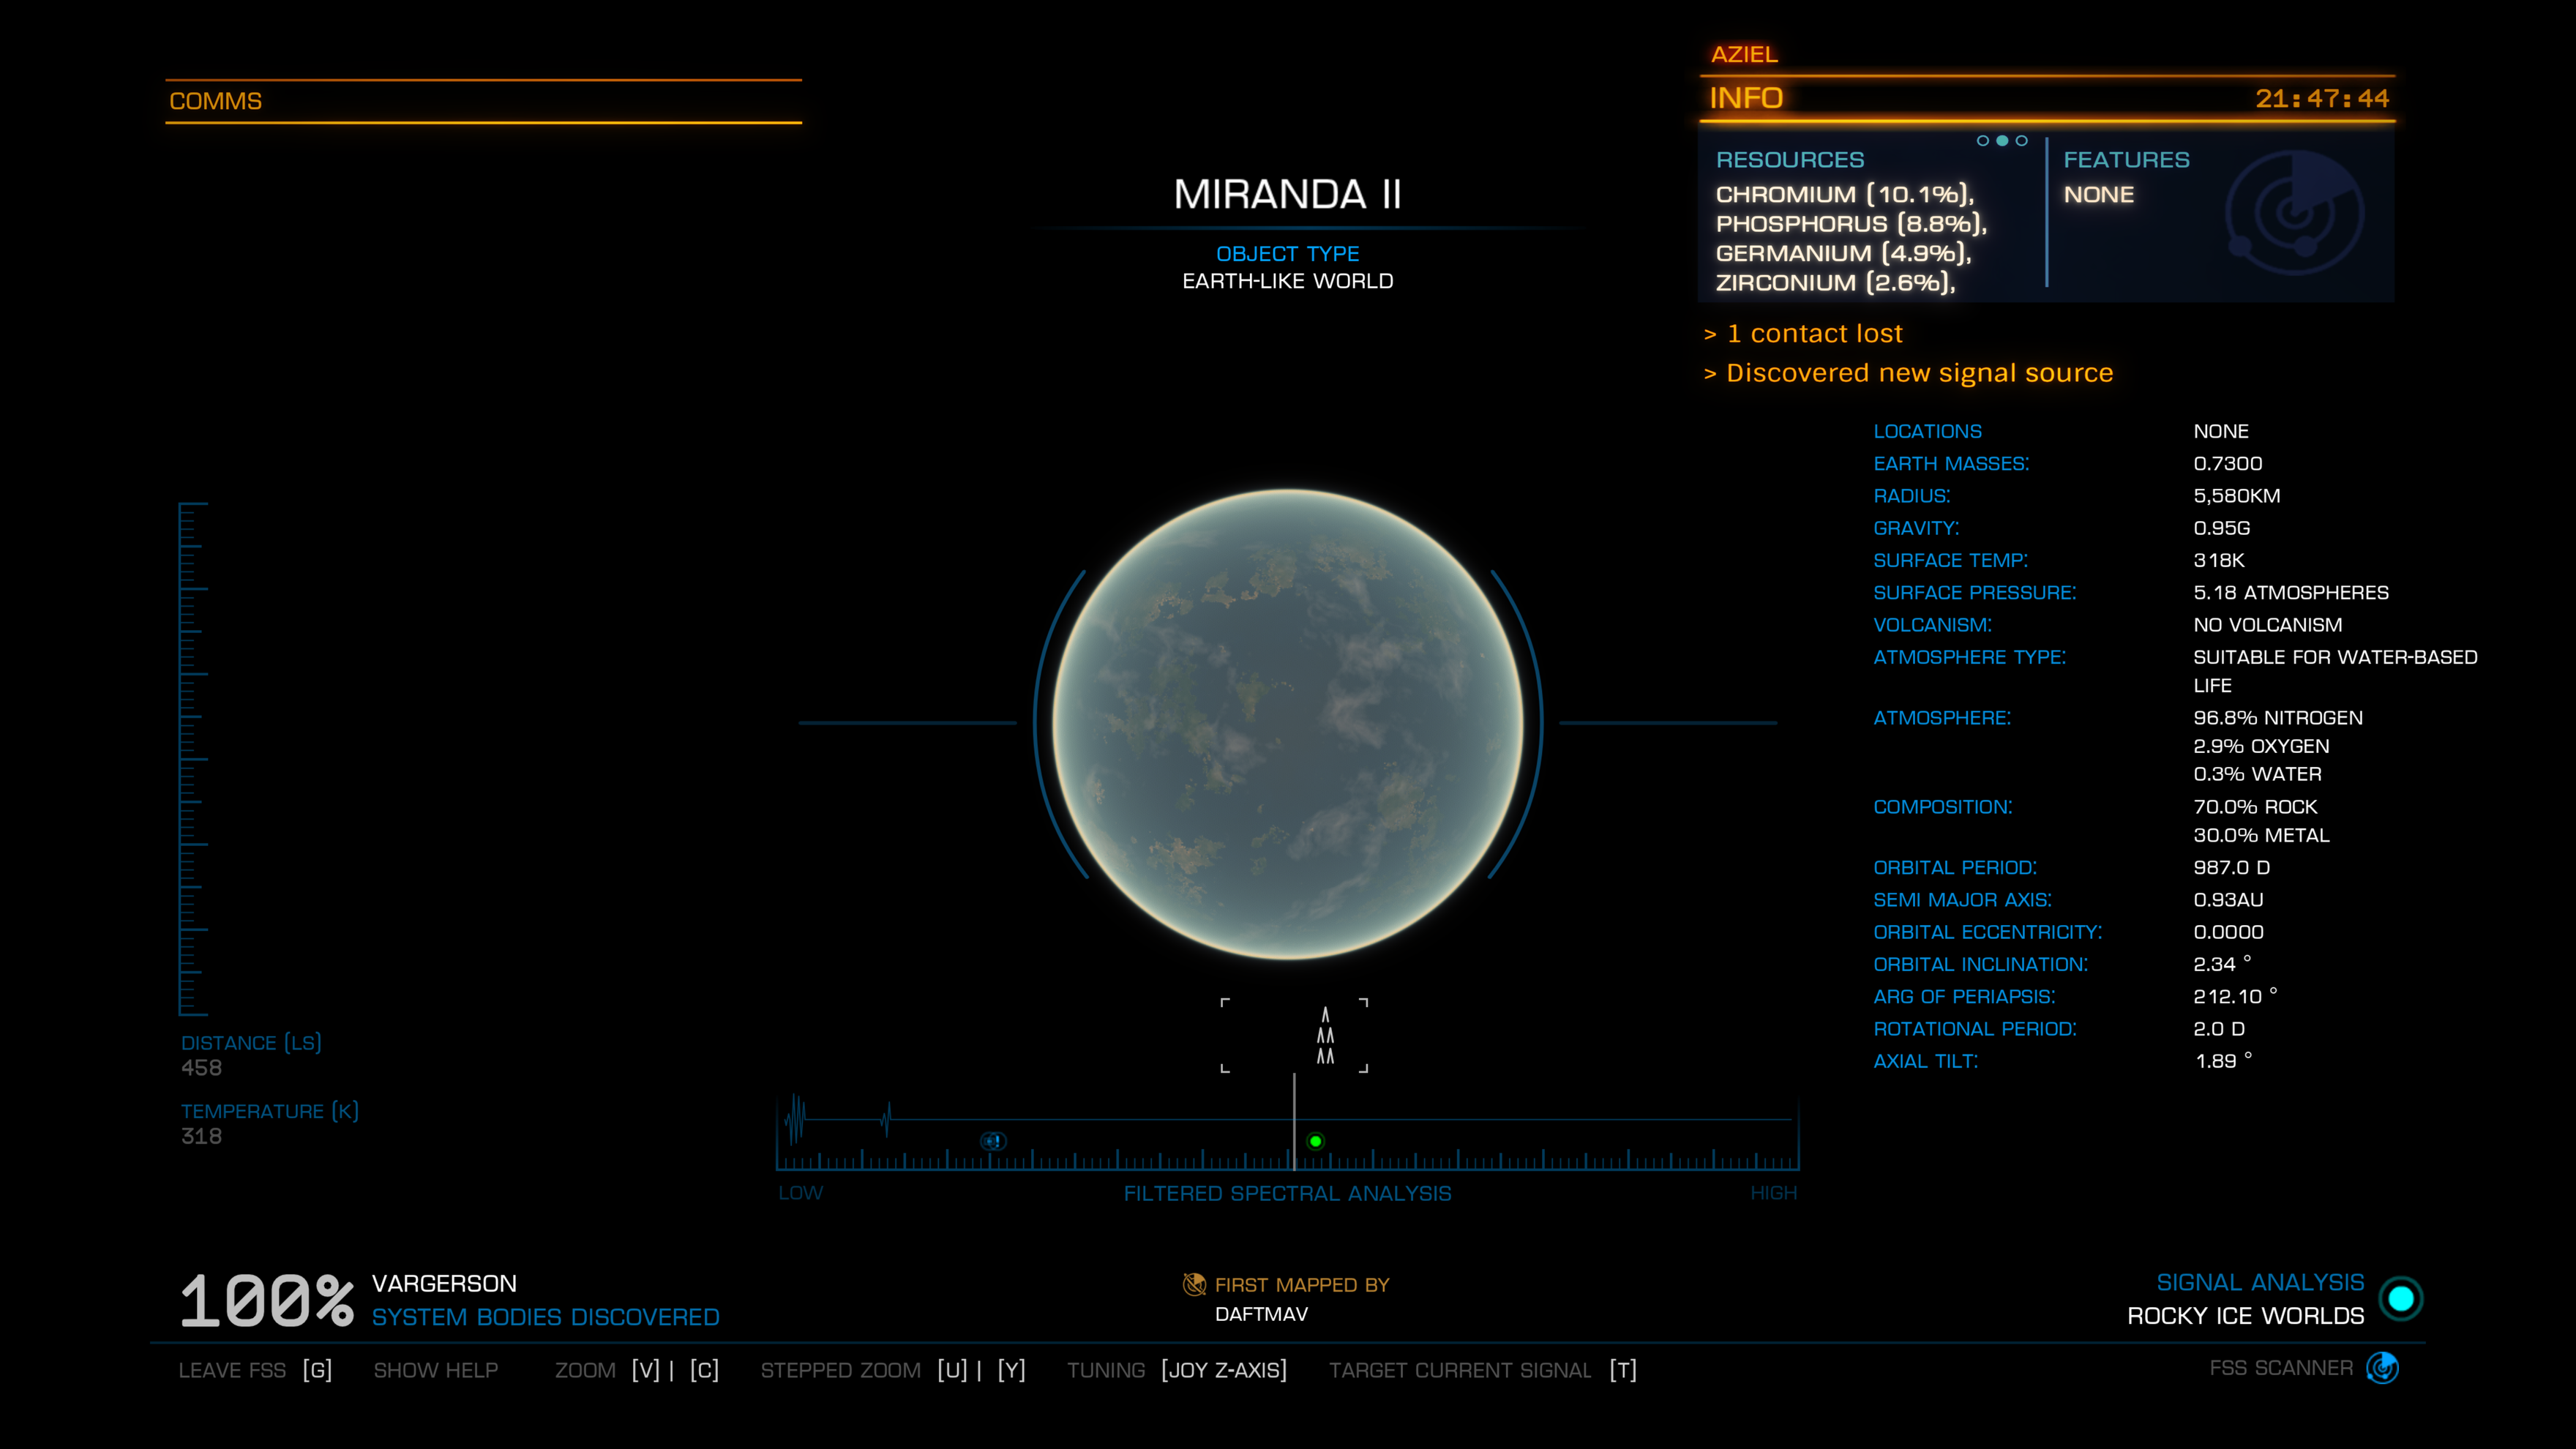 AZIEL
COMMS
INFO 21:47:44
RESOURCES
CHROMIUM (10.1%),
PHOSPHORUS (8.8%),
GERMANIUM (4.9%),
ZIRCONIUM (2.6%),
FEATURES
NONE
MIRANDA II
OBJECT TYPE
EARTH-LIKE WORLD
> 1 contact lost
> Discovered new signal source
LOCATIONS NONE
EARTH MASSES: 0.7300
RADIUS: 5,580KM
GRAVITY: 0.95G
SURFACE TEMP: 318K
SURFACE PRESSURE: 5.18 ATMOSPHERES
VOLCANISM: NO VOLCANISM
ATMOSPHERE TYPE: SUITABLE FOR WATER-BASED
LIFE
ATMOSPHERE: 96.8% NITROGEN
2.9% OXYGEN
0.3% WATER
COMPOSITION: 70.0% ROCK
30.0% METAL
ORBITAL PERIOD: 987.0 D
SEMI MAJOR AXIS: 0.93AU
ORBITAL ECCENTRICITY: 0.0000
ORBITAL INCLINATION: 2.34 °
ARG OF PERIAPSIS: 212.10 °
ROTATIONAL PERIOD: 2.0 D
AXIAL TILT: 1.89 °
DISTANCE (LS)
458
TEMPERATURE (K)
318
LOW FILTERED SPECTRAL ANALYSIS HIGH
100% VARGERSON
SYSTEM BODIES DISCOVERED
FIRST MAPPED BY
DAFTMAV
SIGNAL ANALYSIS
ROCKY ICE WORLDS
LEAVE FSS [G] SHOW HELP ZOOM [V] | [C] STEPPED ZOOM [U] | [Y] TUNING [JOY Z-AXIS] TARGET CURRENT SIGNAL [T] FSS SCANNER